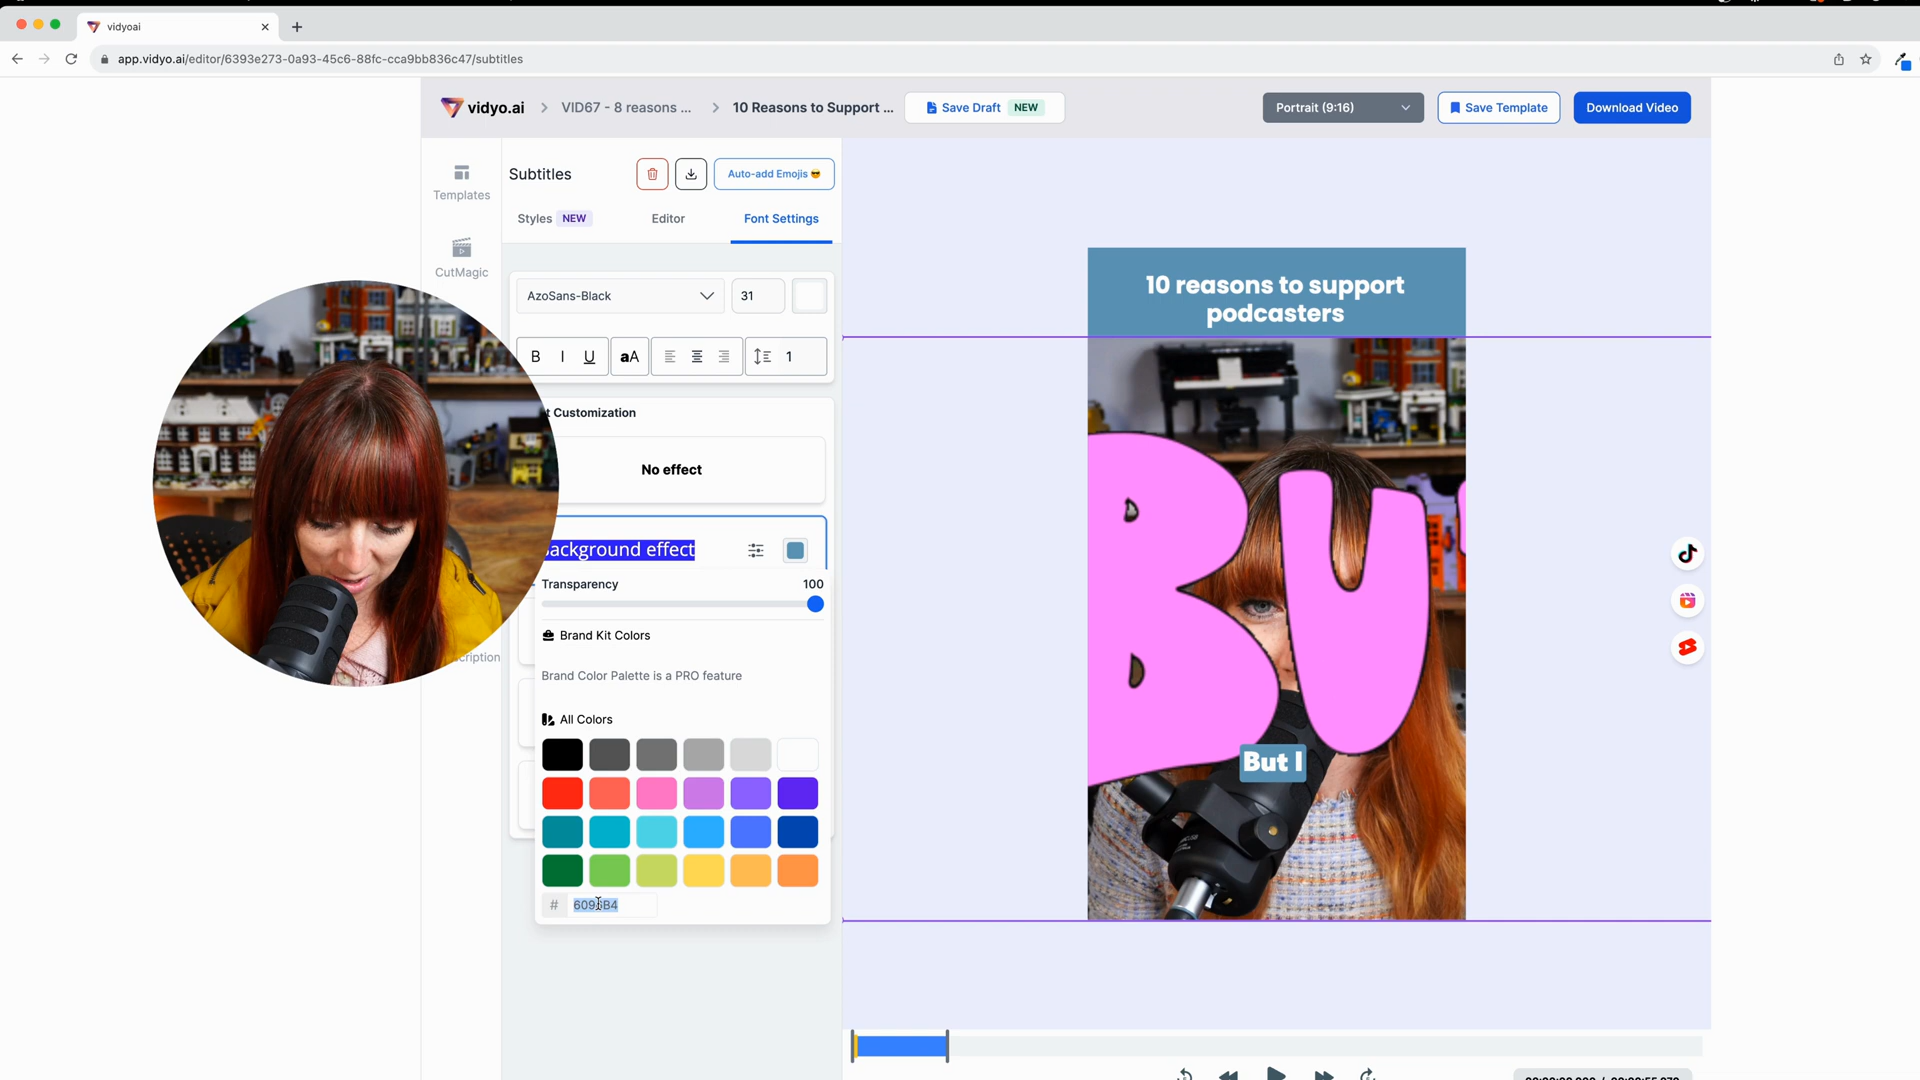 vidyoai
app.vidyo.ai/editor/6393e273-0a93-45c6-88fc-cca9bb836c47/subtitles
vidyo.ai
VID67 - 8 reasons ...
10 Reasons to Support ...
Save Draft NEW
Portrait (9:16)
Save Template
Download Video
Templates
CutMagic
Subtitles
Auto-add Emojis
Styles NEW
Editor
Font Settings
AzoSans-Black
31
B I U
aA
1
t Customization
No effect
ackground effect
Transparency
100
Brand Kit Colors
Brand Color Palette is a PRO feature
All Colors
#
cription
10 reasons to support
podcasters
BU
But I